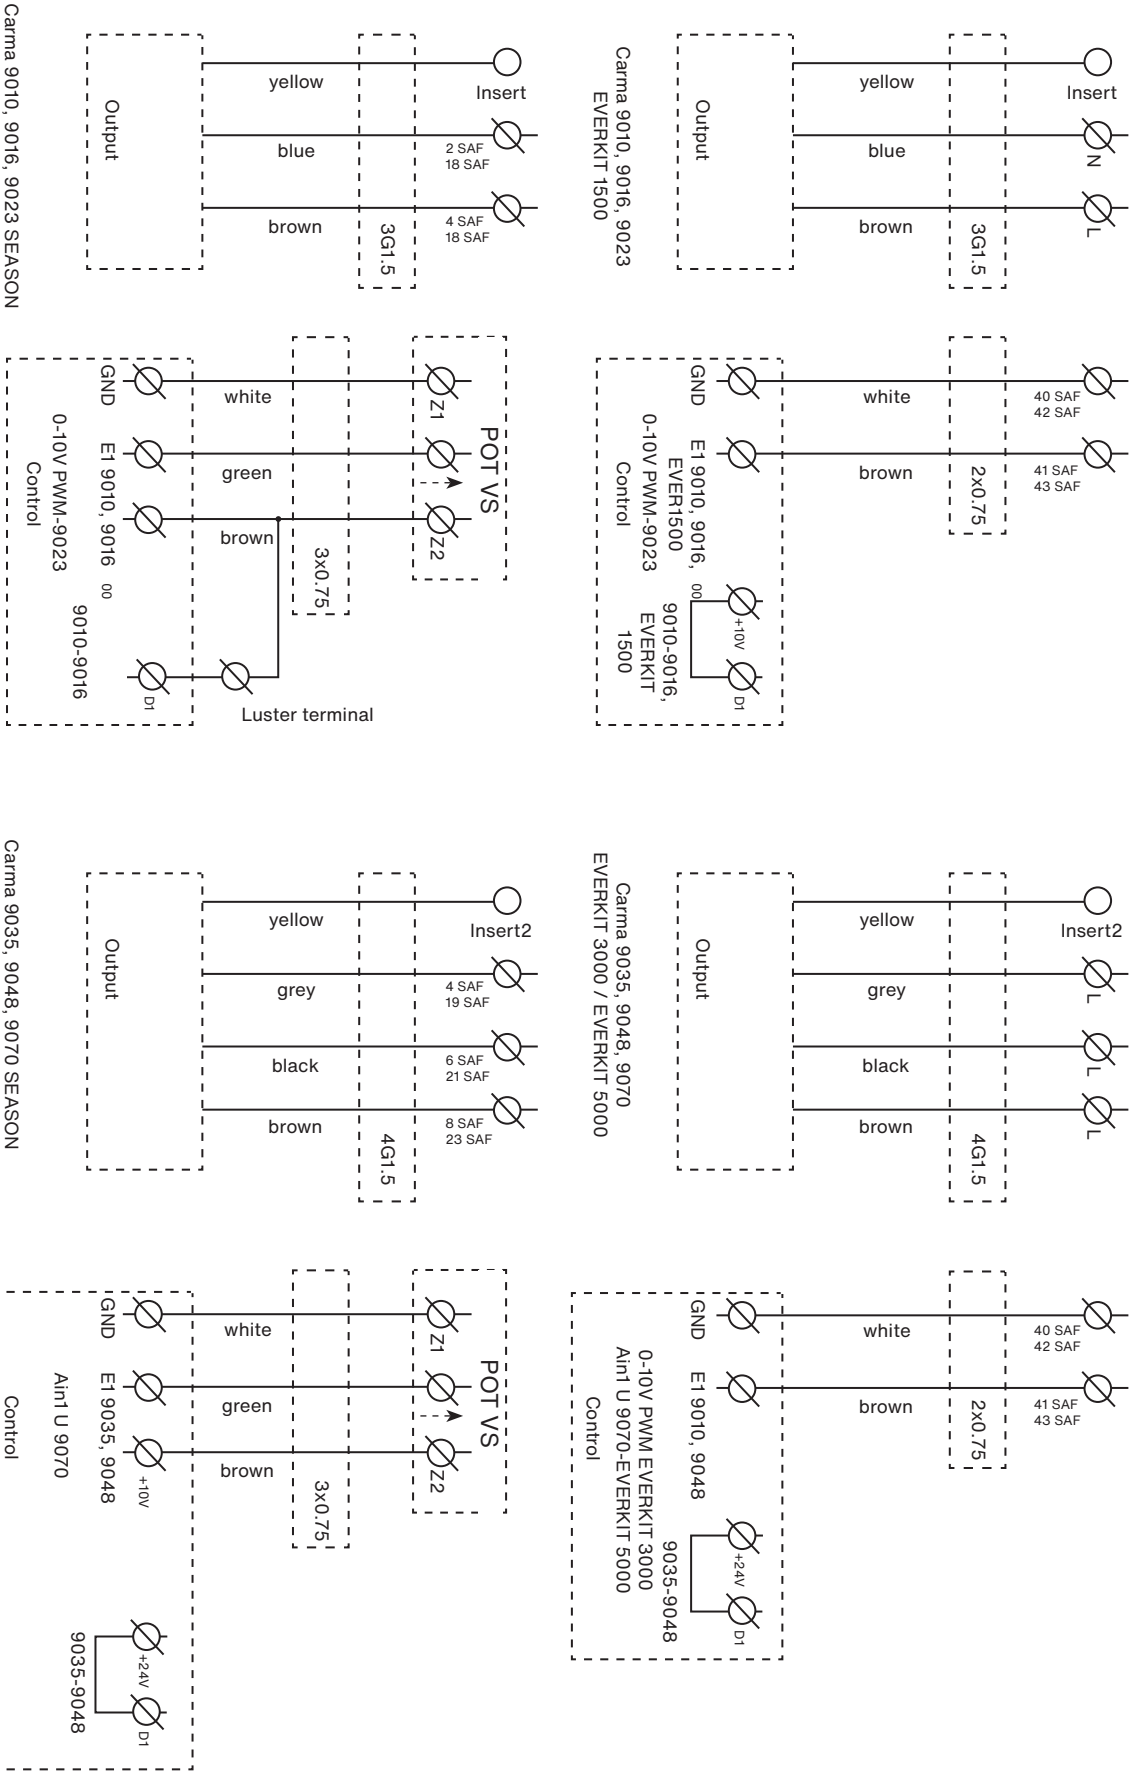 Insert
yellow
N
blue
L
brown
3G1.5
Output
Carma 9010, 9016, 9023
EVERKIT 1500
40 SAF
42 SAF
white
GND
41 SAF
43 SAF
brown
2x0.75
E1 9010, 9016,
EVER1500
0-10V PWM-9023
Control
00
+10V
D1
9010-9016,
EVERKIT
1500
Insert
yellow
2 SAF
18 SAF
blue
4 SAF
18 SAF
brown
3G1.5
Output
Carma 9010, 9016, 9023 SEASON
POT VS
Z1
Z2
white
green
brown
3x0.75
GND
E1 9010, 9016
00
0-10V PWM-9023
Control
9010-9016
D1
Luster terminal
Insert2
yellow
L
grey
L
black
L
brown
4G1.5
Output
Carma 9035, 9048, 9070
EVERKIT 3000 / EVERKIT 5000
40 SAF
42 SAF
white
GND
41 SAF
43 SAF
brown
2x0.75
E1 9010, 9048
0-10V PWM EVERKIT 3000
Ain1 U 9070-EVERKIT 5000
Control
+24V
D1
9035-9048
Insert2
yellow
4 SAF
19 SAF
grey
6 SAF
21 SAF
black
8 SAF
23 SAF
brown
4G1.5
Output
Carma 9035, 9048, 9070 SEASON
POT VS
Z1
Z2
white
green
brown
3x0.75
GND
E1 9035, 9048
+10V
Ain1 U 9070
Control
+24V
D1
9035-9048